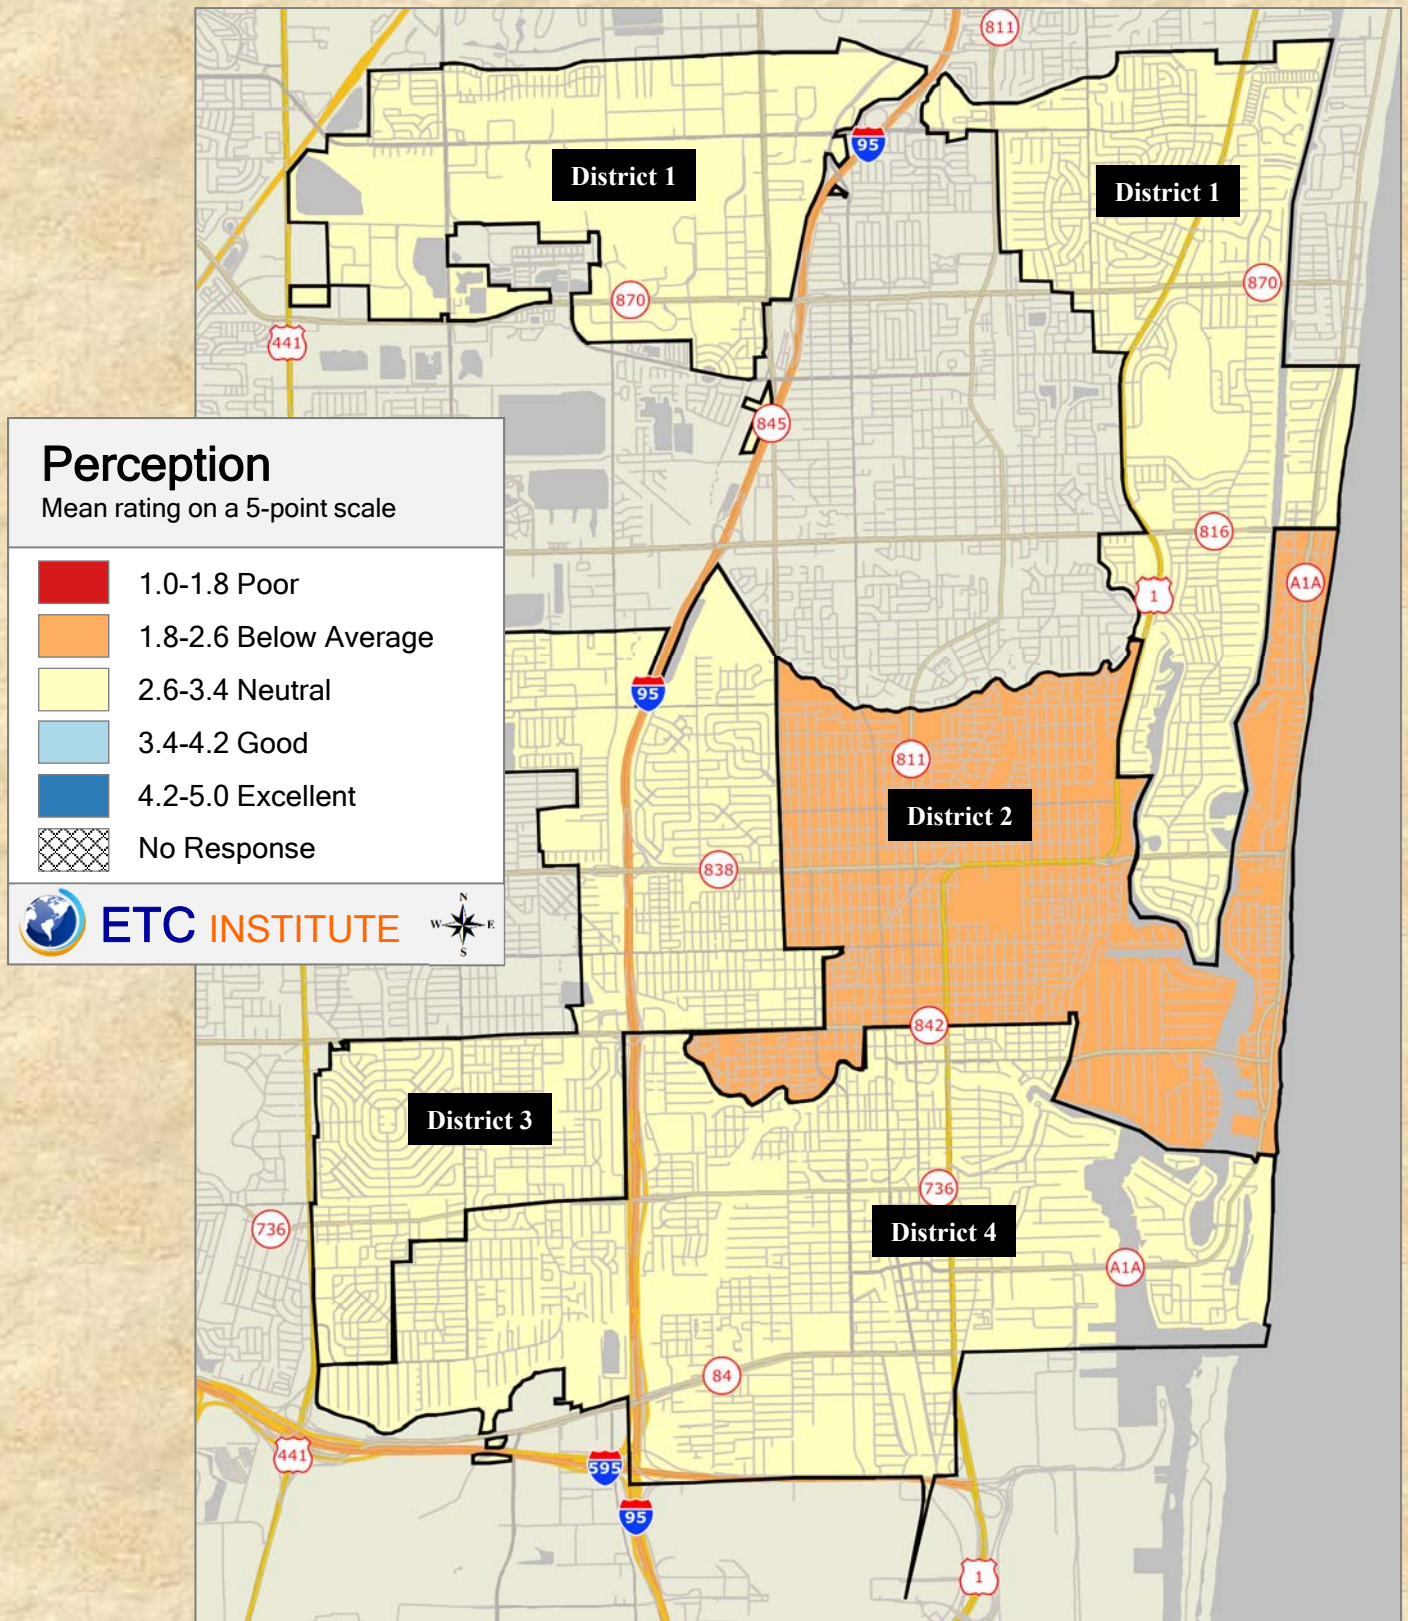 811
95
District 1
District 1
870
870
441
845
Perception
Mean rating on a 5-point scale
1.0-1.8 Poor
1.8-2.6 Below Average
2.6-3.4 Neutral
3.4-4.2 Good
4.2-5.0 Excellent
No Response
ETC INSTITUTE
N
W E
S
816
A1A
1
95
811
District 2
838
842
District 3
736
736
District 4
A1A
84
441
595
95
1